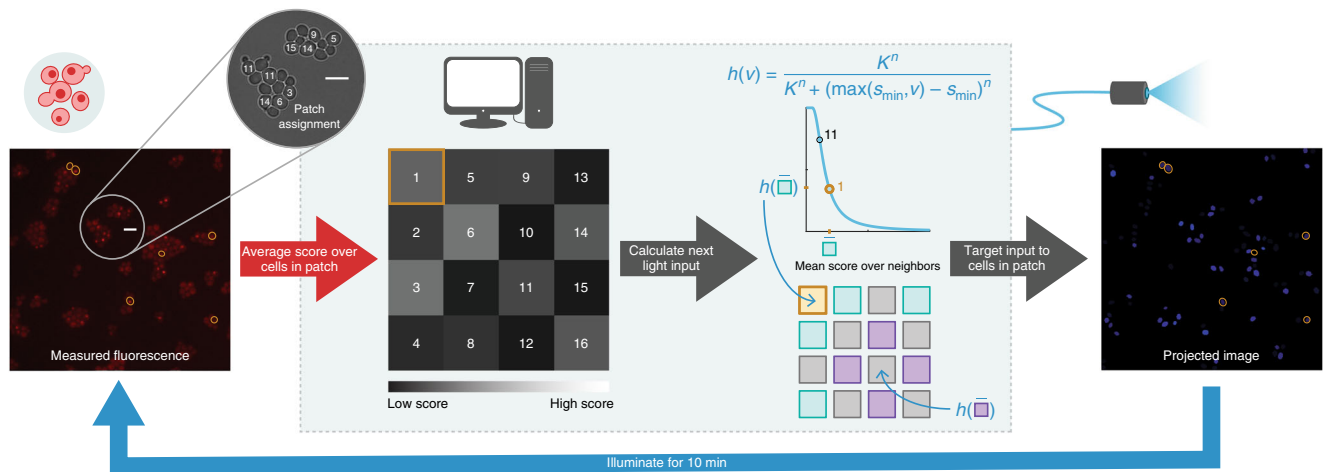 9
5
15
14
11
11
3
14
6
Patch
assignment
h(v) = Kⁿ / (Kⁿ + (max(s_min, v) − s_min)ⁿ)
11
1
h(□̅)
□̅
Mean score over neighbors
Measured fluorescence
Average score over
cells in patch
1 5 9 13
2 6 10 14
3 7 11 15
4 8 12 16
Low score
High score
Calculate next
light input
Target input to
cells in patch
h(□̅)
Projected image
Illuminate for 10 min